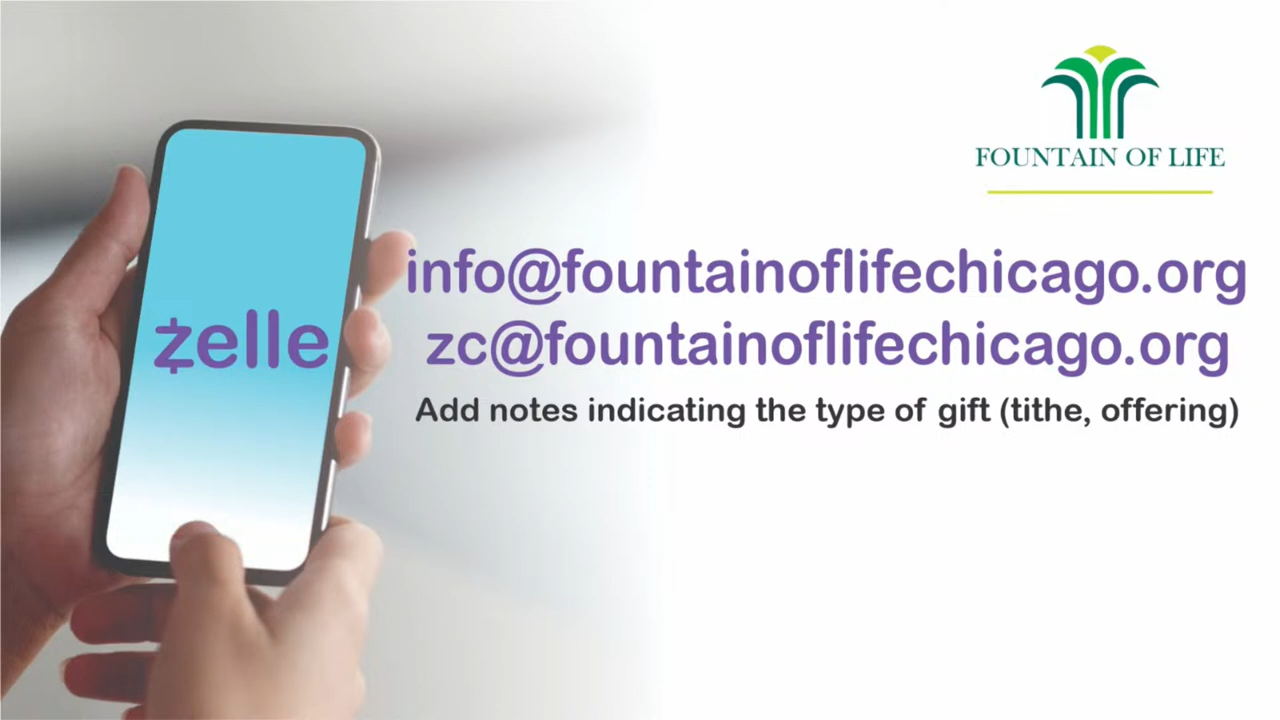 FOUNTAIN OF LIFE
zelle
info@fountainoflifechicago.org
zc@fountainoflifechicago.org
Add notes indicating the type of gift (tithe, offering)